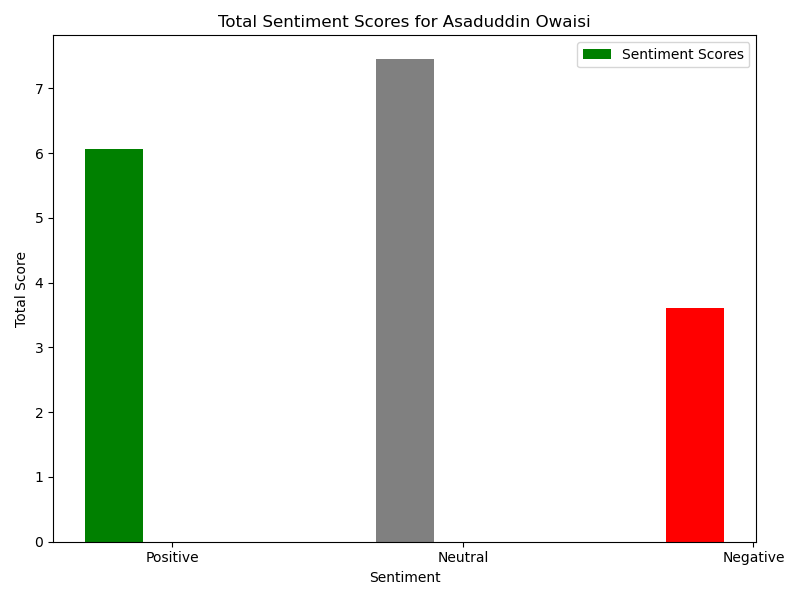 Total Sentiment Scores for Asaduddin Owaisi
Sentiment Scores
Total Score
7
6
5
4
3
2
1
0
Positive Neutral Negative
Sentiment